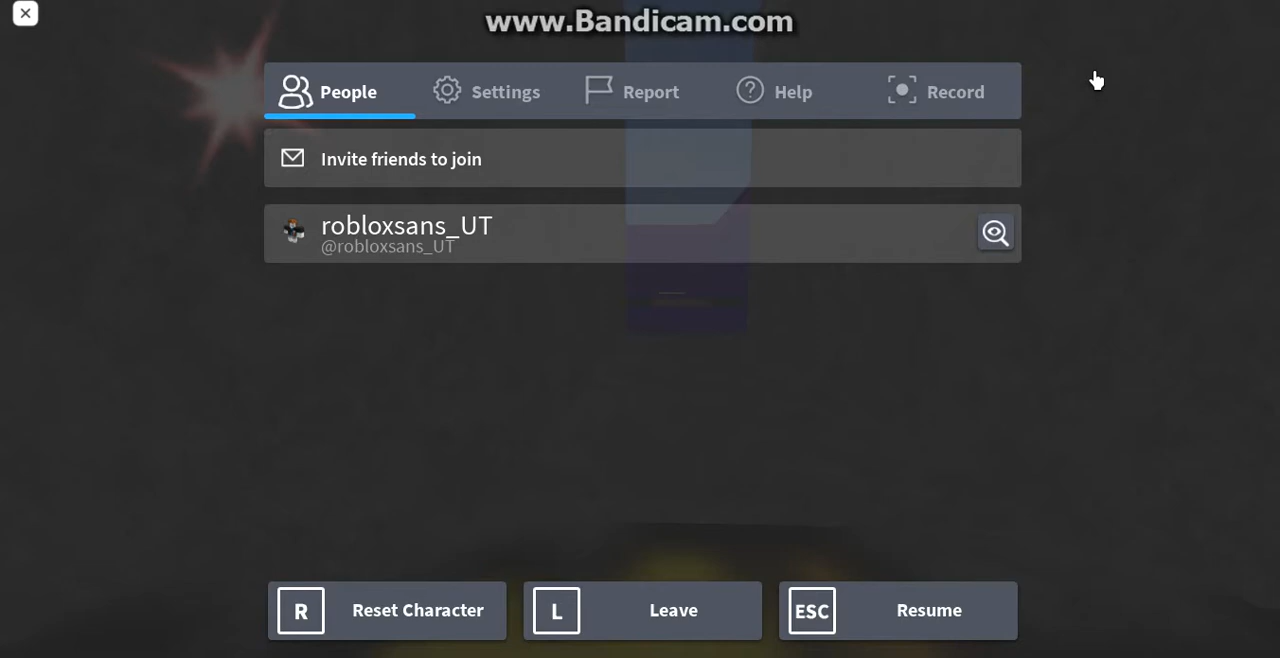 www.Bandicam.com
People
Settings
Report
Help
Record
Invite friends to join
robloxsans_UT
@robloxsans_UT
R
Reset Character
L
Leave
ESC
Resume